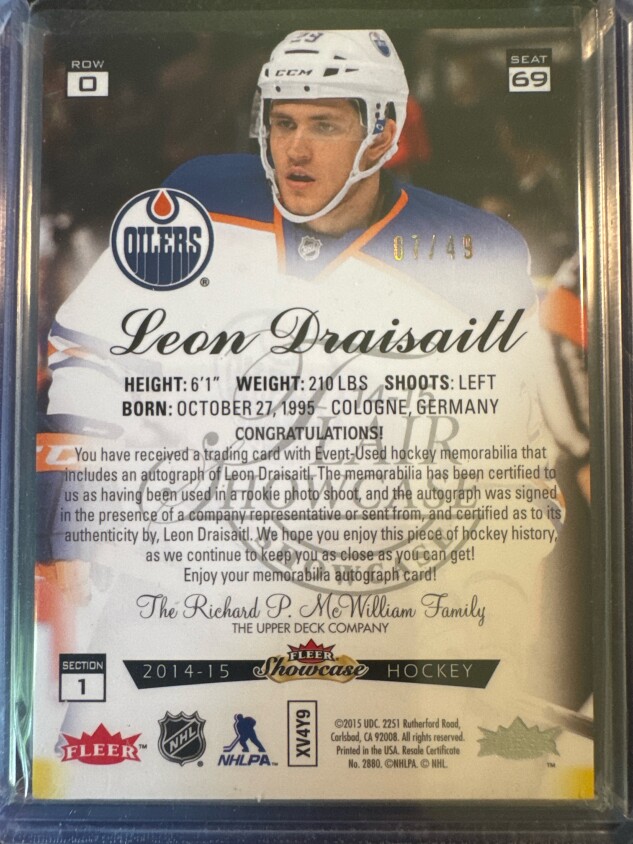 ROW
0
SEAT
69
29
CCM
OILERS
®
07/49
Leon Draisaitl
HEIGHT: 6'1" WEIGHT: 210 LBS SHOOTS: LEFT
BORN: OCTOBER 27, 1995 – COLOGNE, GERMANY
CONGRATULATIONS!
You have received a trading card with Event-Used hockey memorabilia that
includes an autograph of Leon Draisaitl. The memorabilia has been certified to
us as having been used in a rookie photo shoot, and the autograph was signed
in the presence of a company representative or sent from, and certified as to its
authenticity by, Leon Draisaitl. We hope you enjoy this piece of hockey history,
as we continue to keep you as close as you can get!
Enjoy your memorabilia autograph card!
The Richard P. McWilliam Family
THE UPPER DECK COMPANY
SECTION
1
2014-15 FLEER Showcase HOCKEY
FLEER™
NHL
NHLPA™
XV4Y9
©2015 UDC. 2251 Rutherford Road,
Carlsbad, CA 92008. All rights reserved.
Printed in the USA. Resale Certificate
No. 2880. ©NHLPA. © NHL.
™